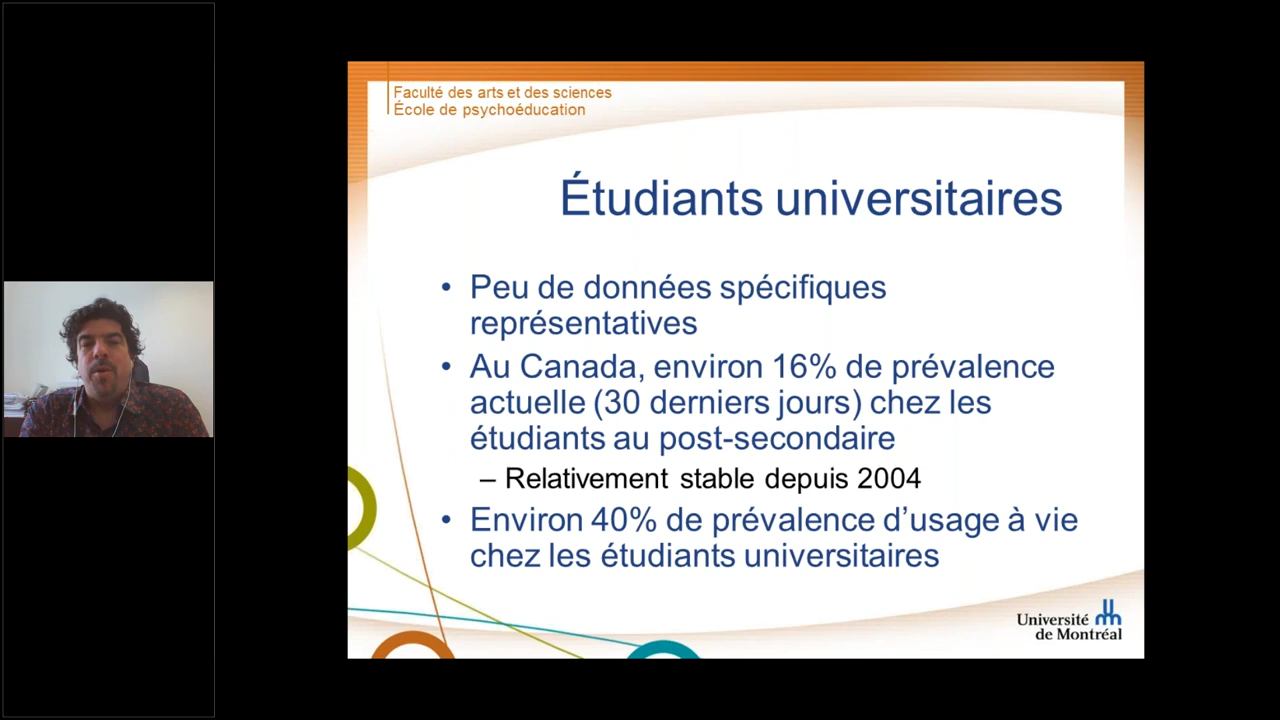 Faculté des arts et des sciences
École de psychoéducation
Étudiants universitaires
• Peu de données spécifiques
représentatives
• Au Canada, environ 16% de prévalence
actuelle (30 derniers jours) chez les
étudiants au post-secondaire
– Relativement stable depuis 2004
• Environ 40% de prévalence d’usage à vie
chez les étudiants universitaires
Université
de Montréal